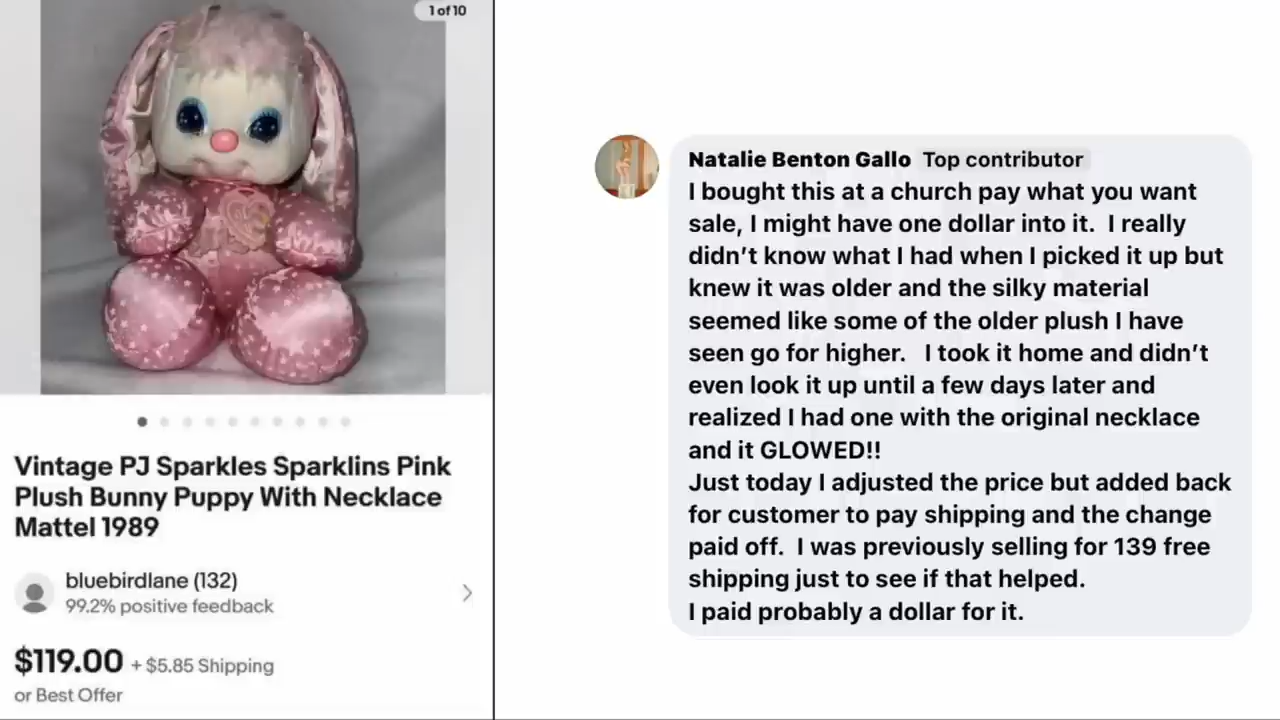 1 of 10
Vintage PJ Sparkles Sparklins Pink
Plush Bunny Puppy With Necklace
Mattel 1989
bluebirdlane (132)
99.2% positive feedback
$119.00 + $5.85 Shipping
or Best Offer
Natalie Benton Gallo Top contributor
I bought this at a church pay what you want
sale, I might have one dollar into it. I really
didn't know what I had when I picked it up but
knew it was older and the silky material
seemed like some of the older plush I have
seen go for higher. I took it home and didn't
even look it up until a few days later and
realized I had one with the original necklace
and it GLOWED!!
Just today I adjusted the price but added back
for customer to pay shipping and the change
paid off. I was previously selling for 139 free
shipping just to see if that helped.
I paid probably a dollar for it.